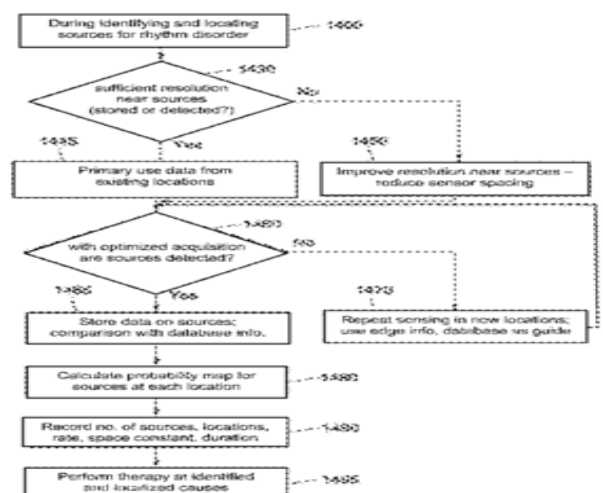 During identifying and locating
sources for rhythm disorder
1400
1430
sufficient resolution
near sources
(stored or detected?)
No
Yes
1450
Primary use data from
existing locations
Improve resolution near sources –
reduce sensor spacing
with optimized acquisition
are sources detected?
No
Yes
Store data on sources;
comparison with database info.
Repeat sensing in new locations;
use edge info, database as guide
Calculate probability map for
sources at each location
Record no. of sources, locations,
rate, space constant, duration
Perform therapy at identified
and localized causes